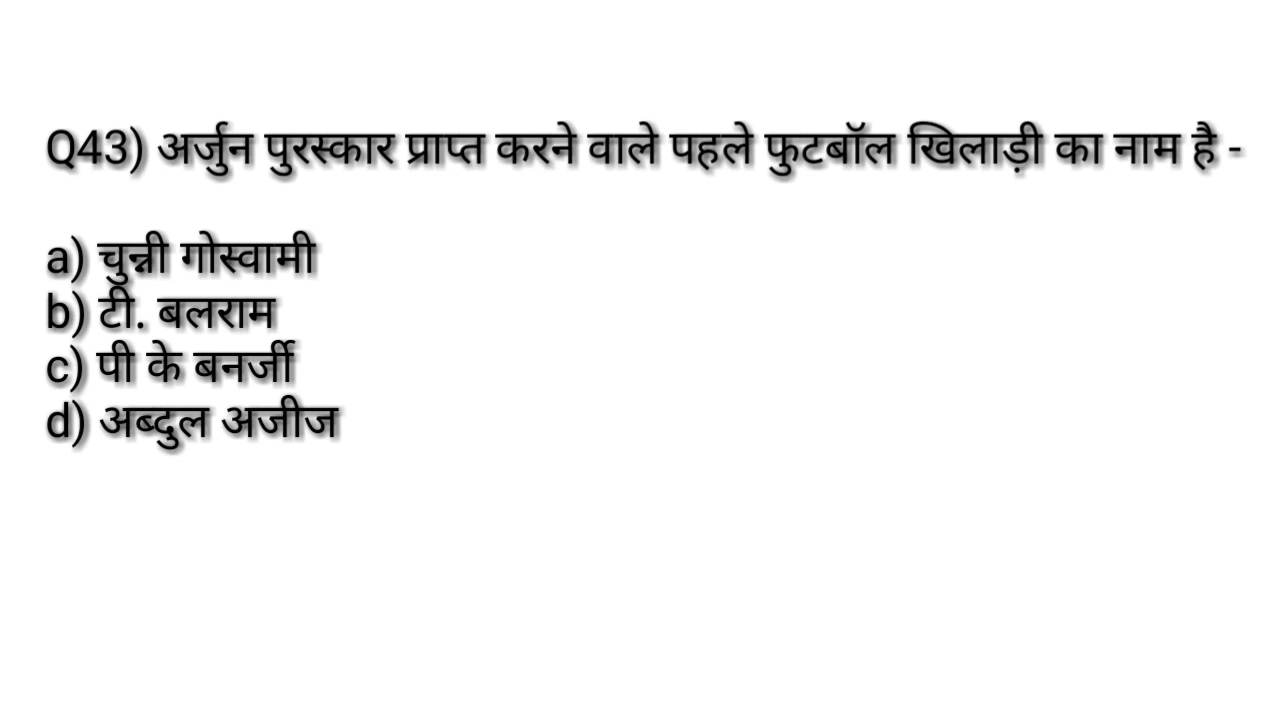 Q43) अर्जुन पुरस्कार प्राप्त करने वाले पहले फुटबॉल खिलाड़ी का नाम है -
a) चुन्नी गोस्वामी
b) टी. बलराम
c) पी के बनर्जी
d) अब्दुल अजीज